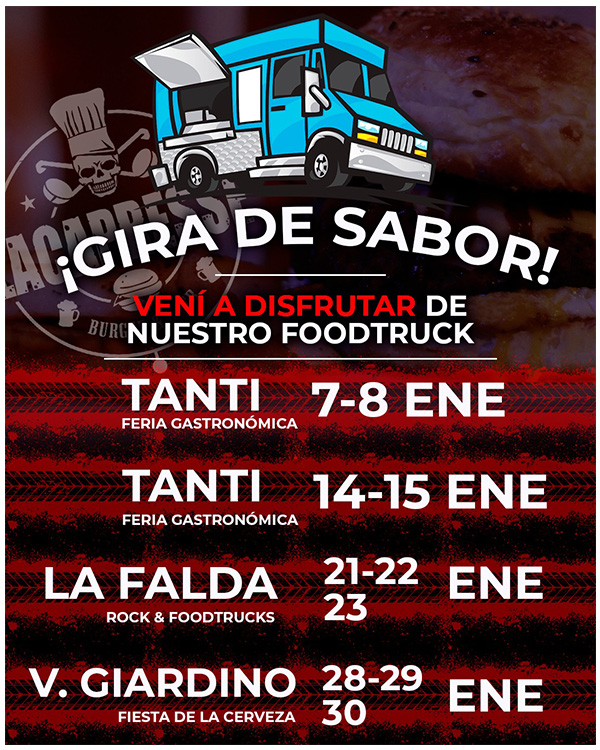 ¡GIRA DE SABOR!
VENÍ A DISFRUTAR DE
NUESTRO FOODTRUCK
TANTI 7-8 ENE
FERIA GASTRONÓMICA
TANTI 14-15 ENE
FERIA GASTRONÓMICA
LA FALDA 21-22 ENE
ROCK & FOODTRUCKS 23
V. GIARDINO 28-29 ENE
FIESTA DE LA CERVEZA 30